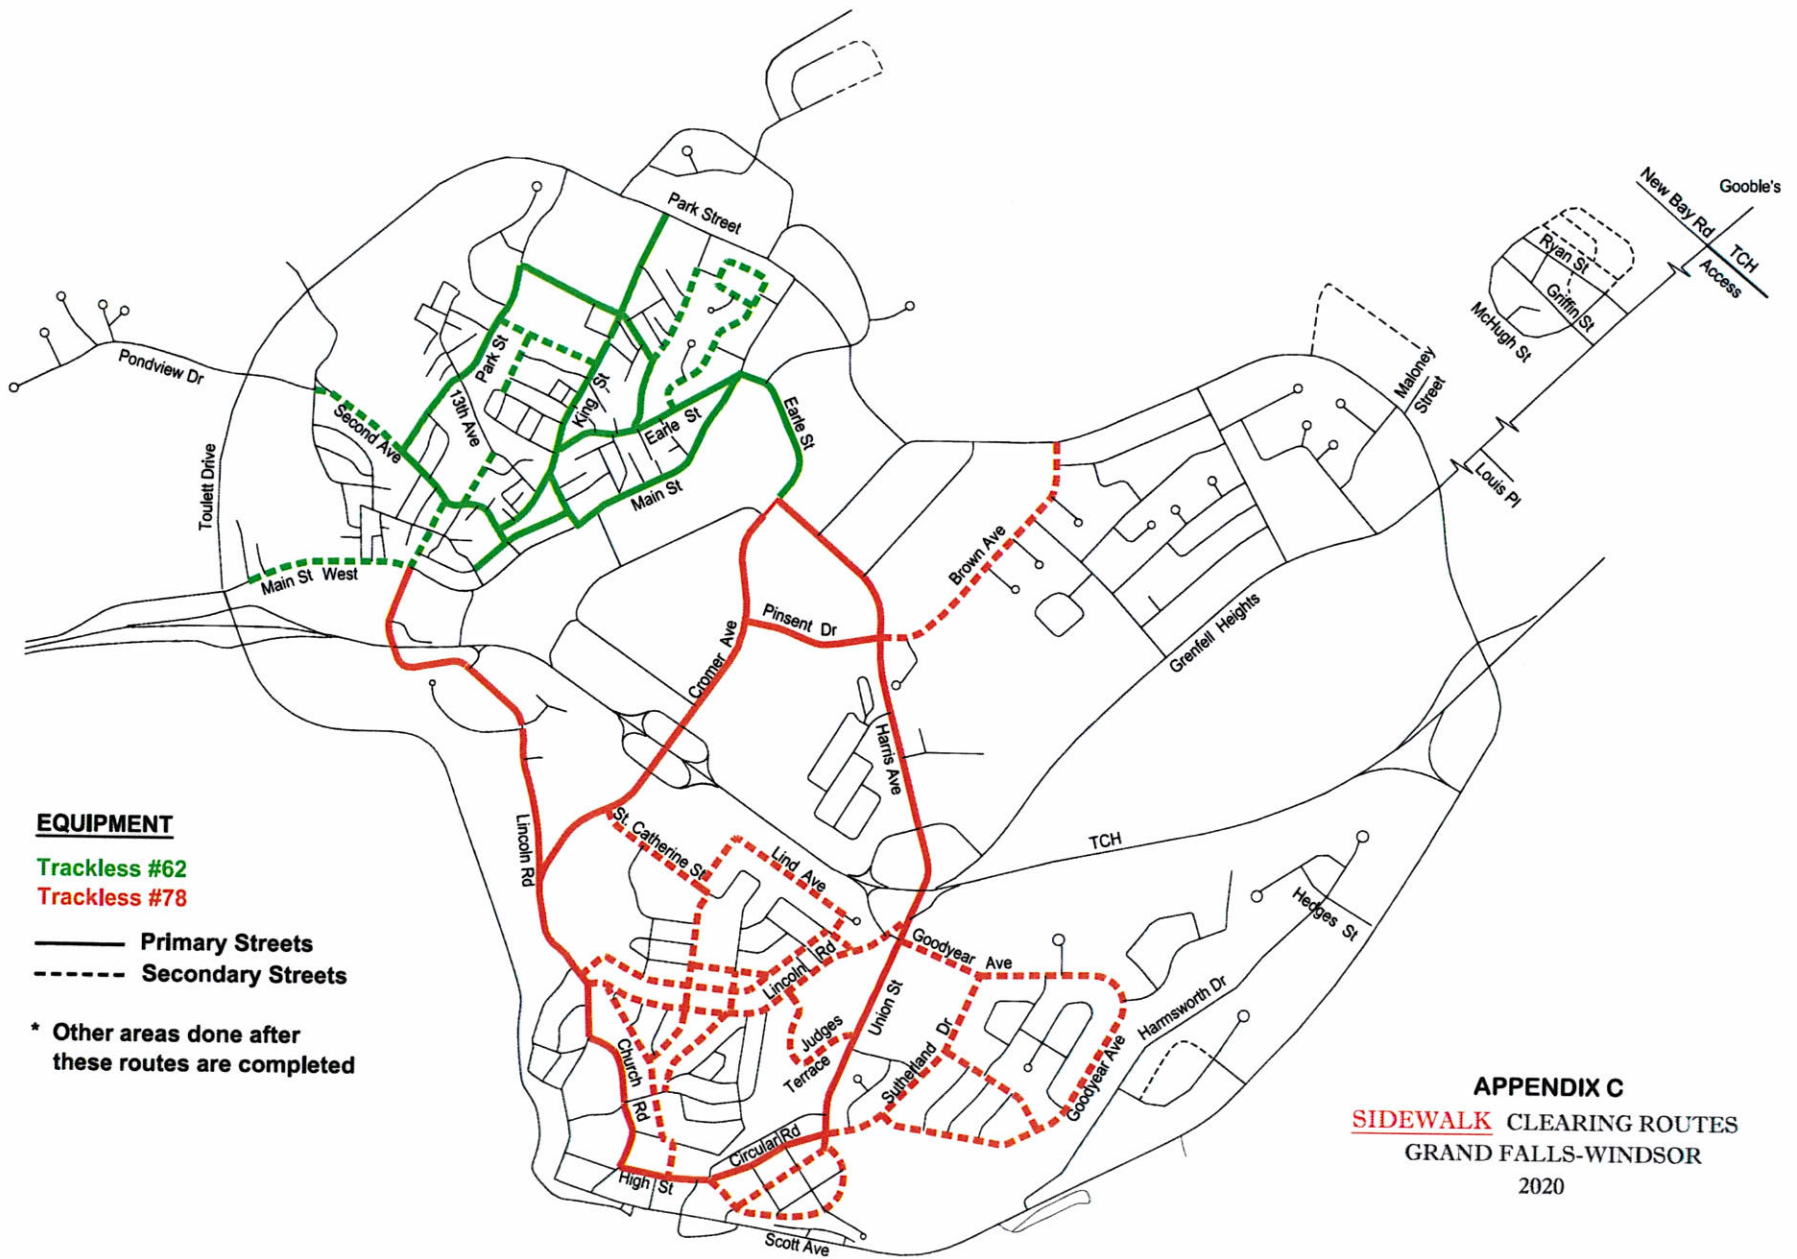 Park Street
Gooble's
New Bay Rd
TCH
Access
Ryan St
Griffin St
McHugh St
Maloney
Street
Louis Pl
Pondview Dr
Park St
13th Ave
King St
Second Ave
Earle St
Earle St
Main St
Toulett Drive
Main St West
Brown Ave
Pinsent Dr
Grenfell Heights
Cromer Ave
Harris Ave
EQUIPMENT
Trackless #62
Trackless #78
Primary Streets
Secondary Streets
* Other areas done after
these routes are completed
Lincoln Rd
St. Catherine St
Lind Ave
TCH
Hedges St
Goodyear Ave
Lincoln Rd
Union St
Harmsworth Dr
Judges
Terrace
Sutherland Dr
Goodyear Ave
Church Rd
Circular Rd
High St
Scott Ave
APPENDIX C
SIDEWALK CLEARING ROUTES
GRAND FALLS-WINDSOR
2020